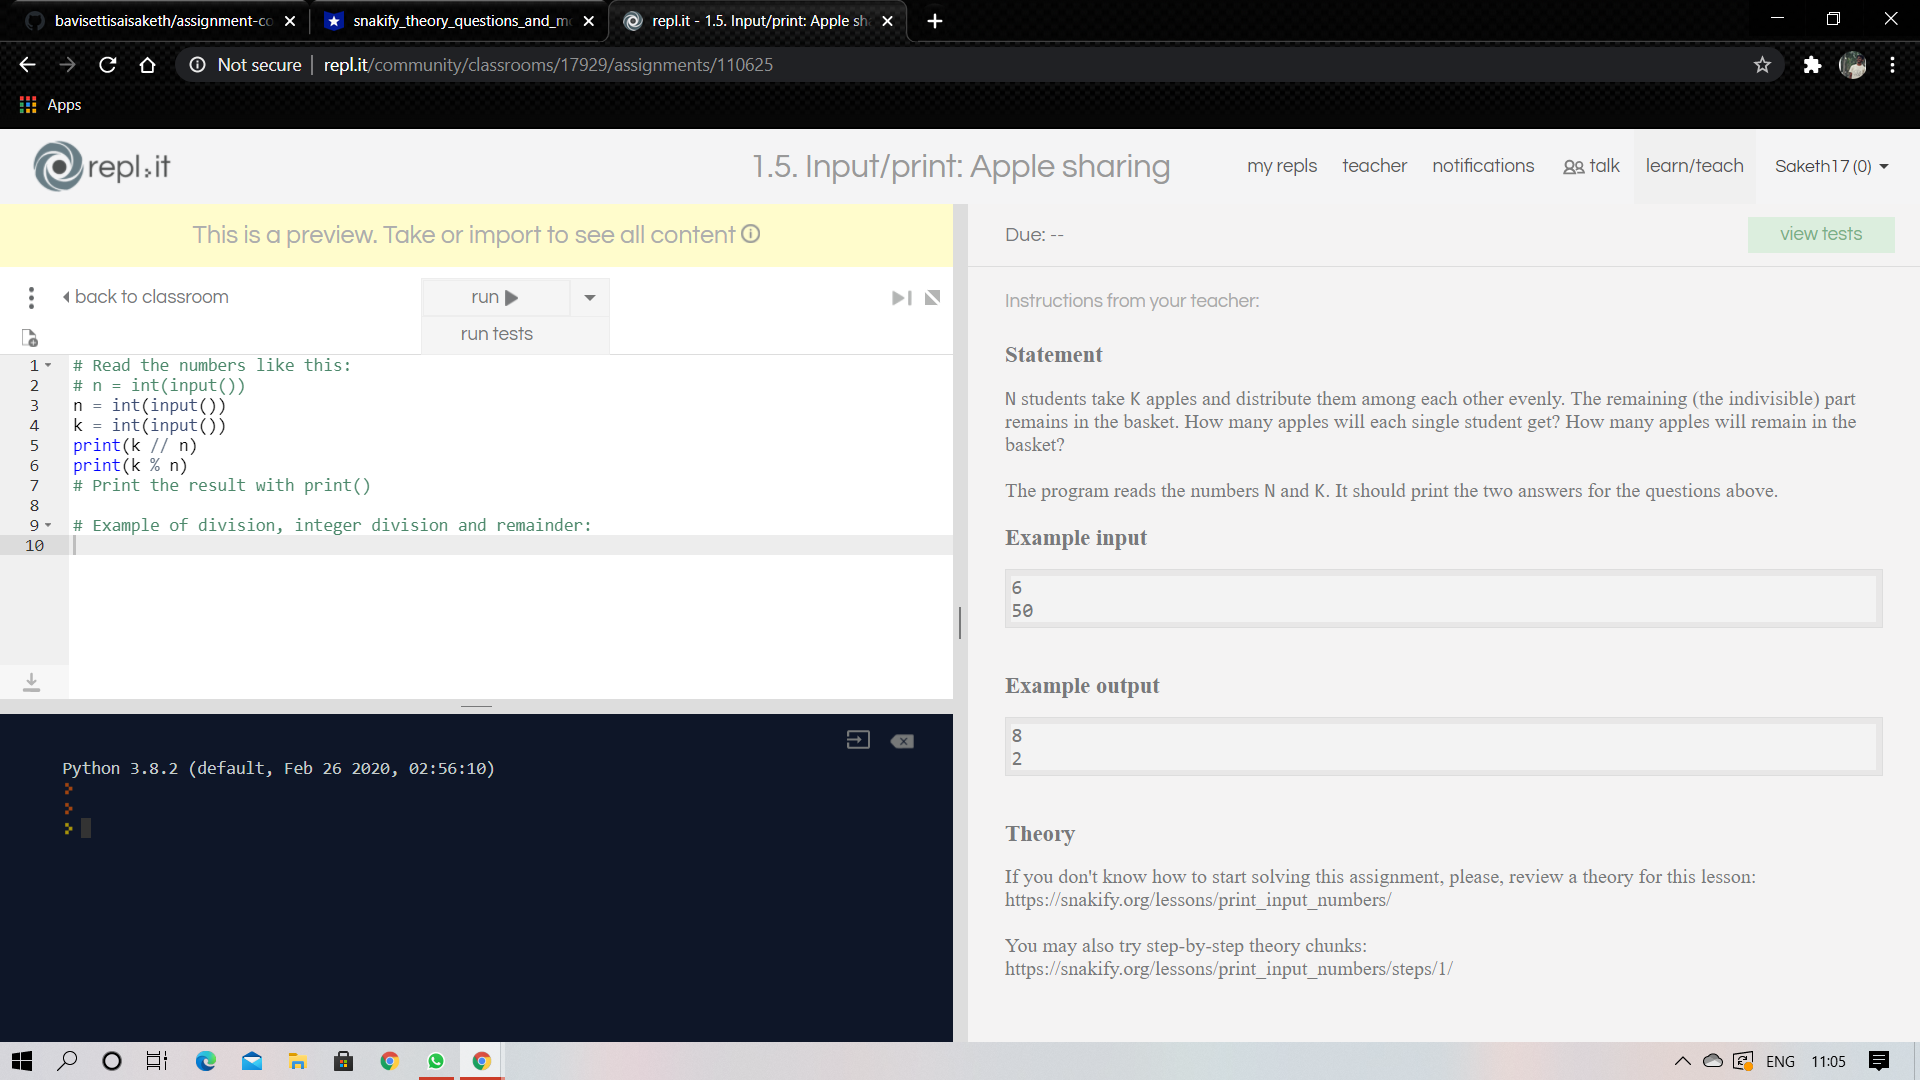 bavisettisaisaketh/assignment-co
snakify_theory_questions_and_m
repl.it - 1.5. Input/print: Apple sh
Not secure
repl.it/community/classrooms/17929/assignments/110625
Apps
repl.it
1.5. Input/print: Apple sharing
my repls
teacher
notifications
talk
learn/teach
Saketh17 (0)
This is a preview. Take or import to see all content
Due: --
view tests
back to classroom
run
run tests
1 # Read the numbers like this:
2 # n = int(input())
3 n = int(input())
4 k = int(input())
5 print(k // n)
6 print(k % n)
7 # Print the result with print()
8
9 # Example of division, integer division and remainder:
10
Python 3.8.2 (default, Feb 26 2020, 02:56:10)
Instructions from your teacher:
Statement
N students take K apples and distribute them among each other evenly. The remaining (the indivisible) part
remains in the basket. How many apples will each single student get? How many apples will remain in the
basket?
The program reads the numbers N and K. It should print the two answers for the questions above.
Example input
6
50
Example output
8
2
Theory
If you don't know how to start solving this assignment, please, review a theory for this lesson:
https://snakify.org/lessons/print_input_numbers/
You may also try step-by-step theory chunks:
https://snakify.org/lessons/print_input_numbers/steps/1/
ENG
11:05